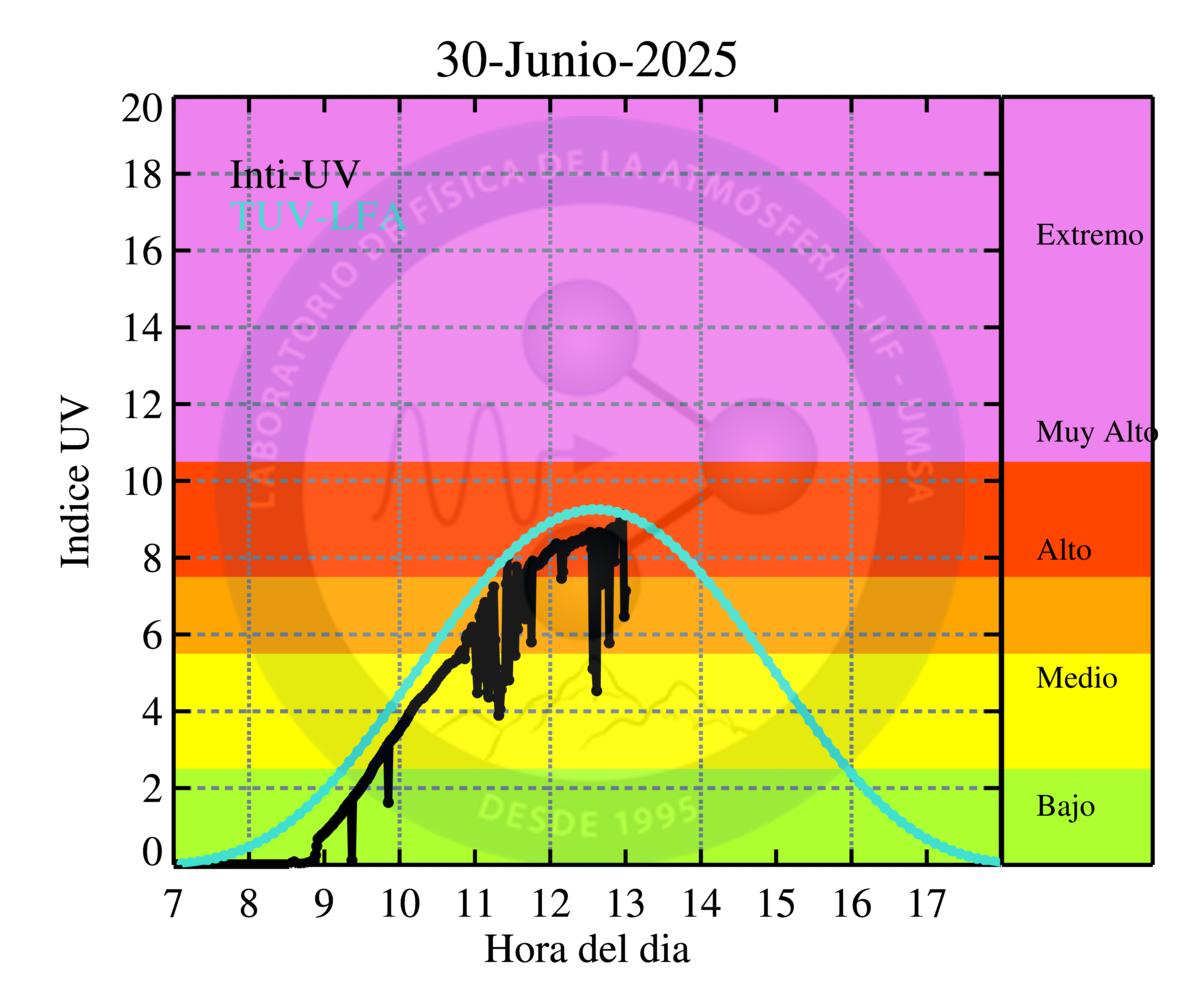 30-Junio-2025
Indice UV
20
18
16
14
12
10
8
6
4
2
0
Inti-UV
TUV-LFA
LABORATORIO DE FÍSICA DE LA ATMÓSFERA - IIF - UMSA
DESDE 1995
Extremo
Muy Alto
Alto
Medio
Bajo
7 8 9 10 11 12 13 14 15 16 17
Hora del dia